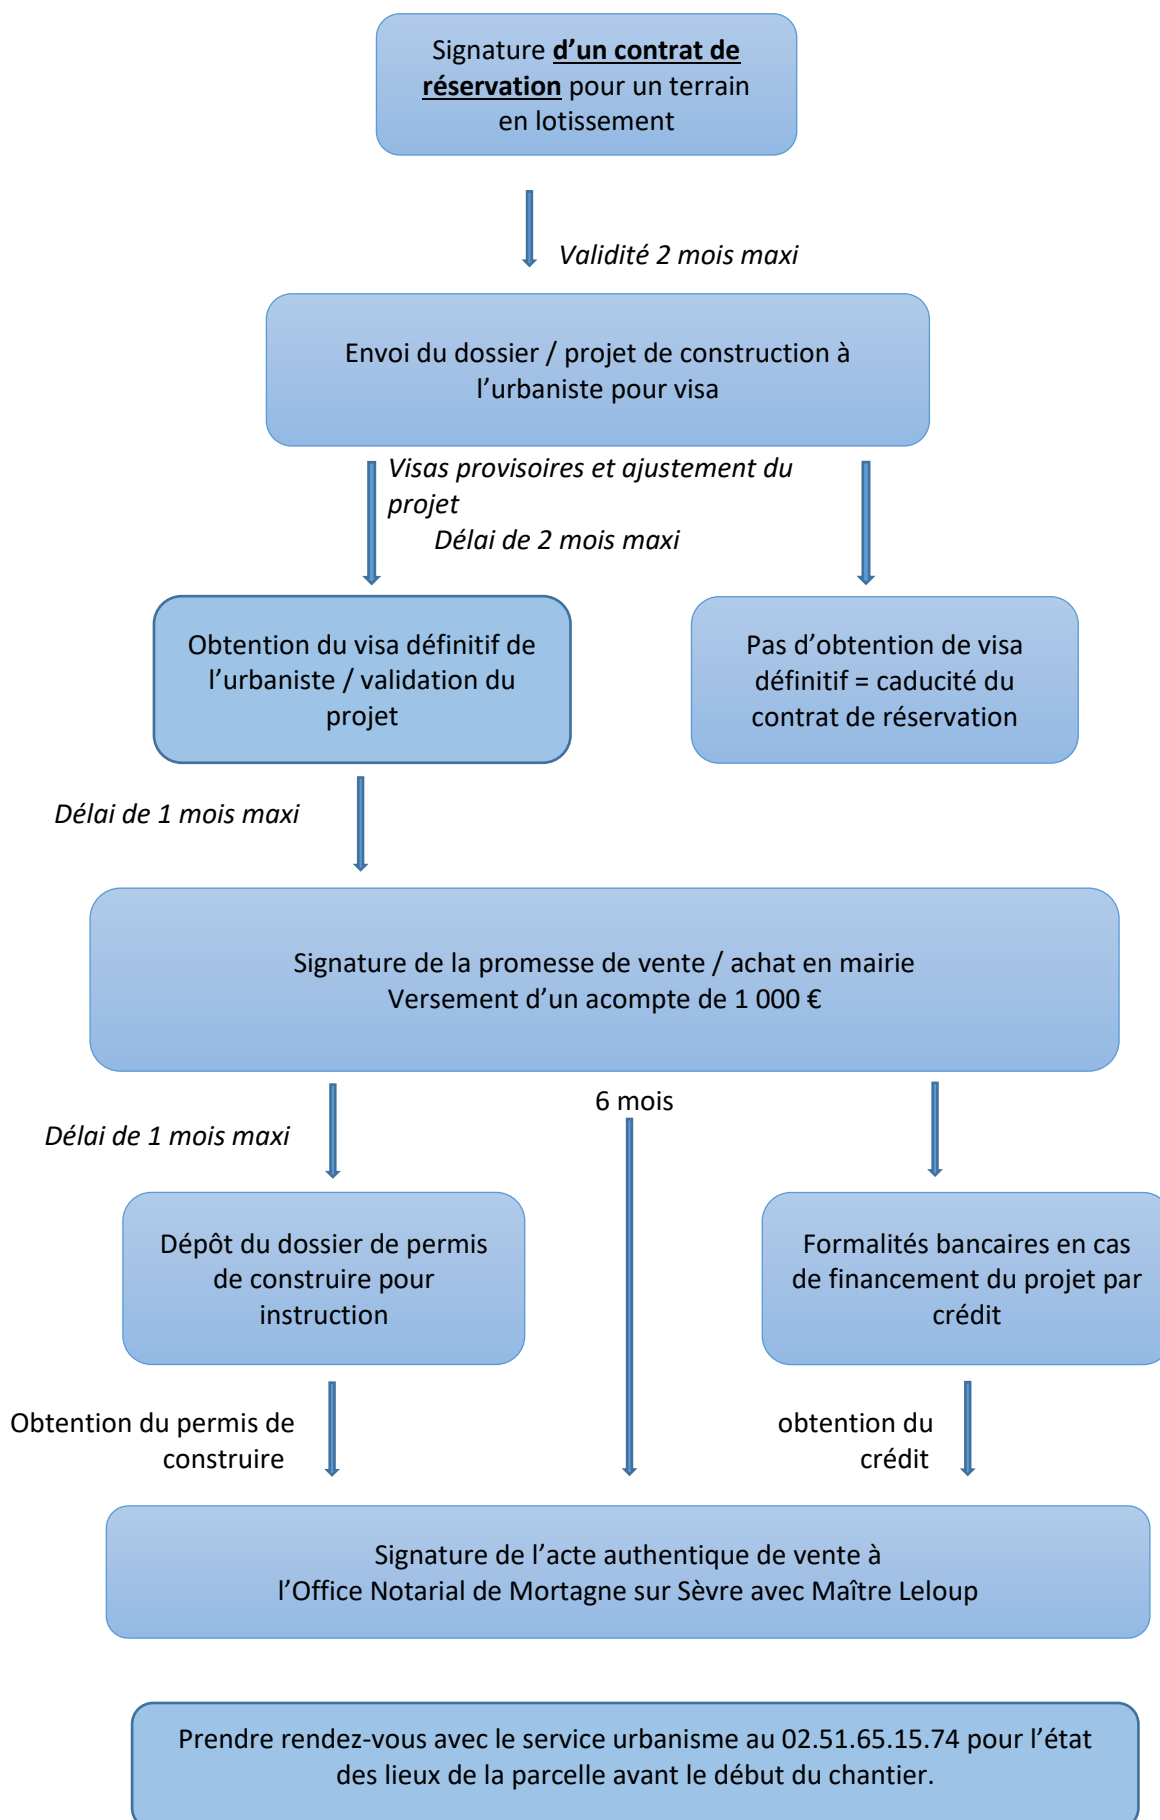 Signature d’un contrat de
réservation pour un terrain
en lotissement
Validité 2 mois maxi
Envoi du dossier / projet de construction à
l’urbaniste pour visa
Visas provisoires et ajustement du
projet
Délai de 2 mois maxi
Obtention du visa définitif de
l’urbaniste / validation du
projet
Pas d’obtention de visa
définitif = caducité du
contrat de réservation
Délai de 1 mois maxi
Signature de la promesse de vente / achat en mairie
Versement d’un acompte de 1 000 €
6 mois
Délai de 1 mois maxi
Dépôt du dossier de permis
de construire pour
instruction
Formalités bancaires en cas
de financement du projet par
crédit
Obtention du permis de
construire
obtention du
crédit
Signature de l’acte authentique de vente à
l’Office Notarial de Mortagne sur Sèvre avec Maître Leloup
Prendre rendez-vous avec le service urbanisme au 02.51.65.15.74 pour l’état
des lieux de la parcelle avant le début du chantier.